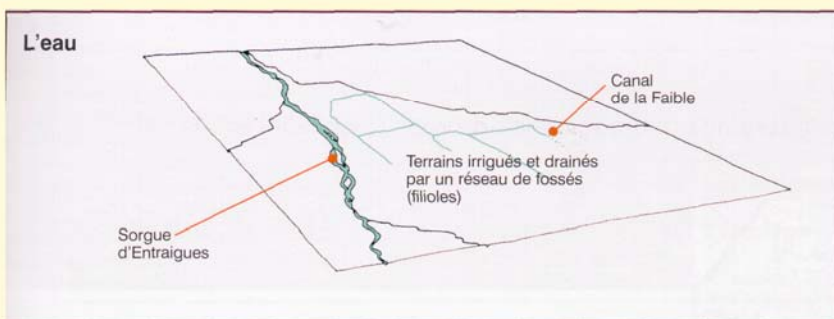 L'eau
Canal
de la Faible
Terrains irrigués et drainés
par un réseau de fossés
(filioles)
Sorgue
d'Entraigues